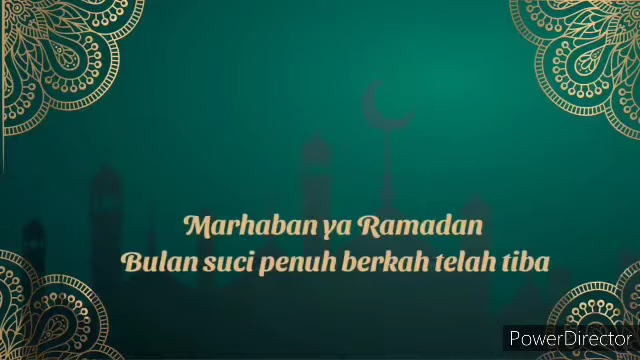 Marhaban ya Ramadan
Bulan suci penuh berkah telah tiba
PowerDirector